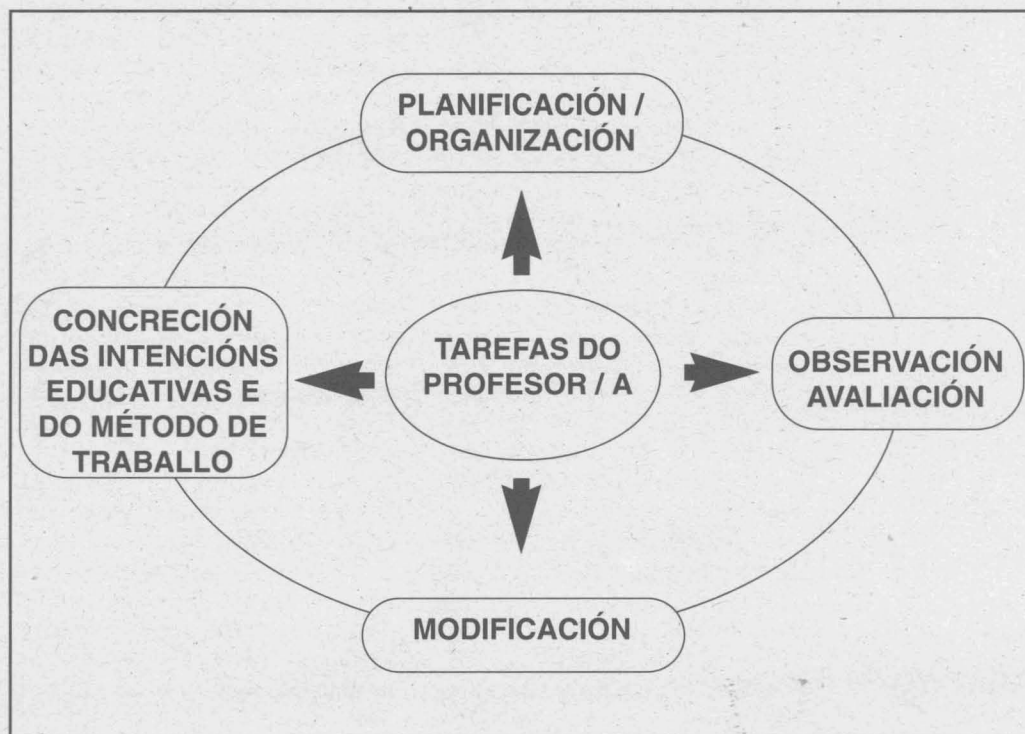 PLANIFICACIÓN /
ORGANIZACIÓN
CONCRECIÓN
DAS INTENCIÓNS
EDUCATIVAS E
DO MÉTODO DE
TRABALLO
TAREFAS DO
PROFESOR / A
OBSERVACIÓN
AVALIACIÓN
MODIFICACIÓN